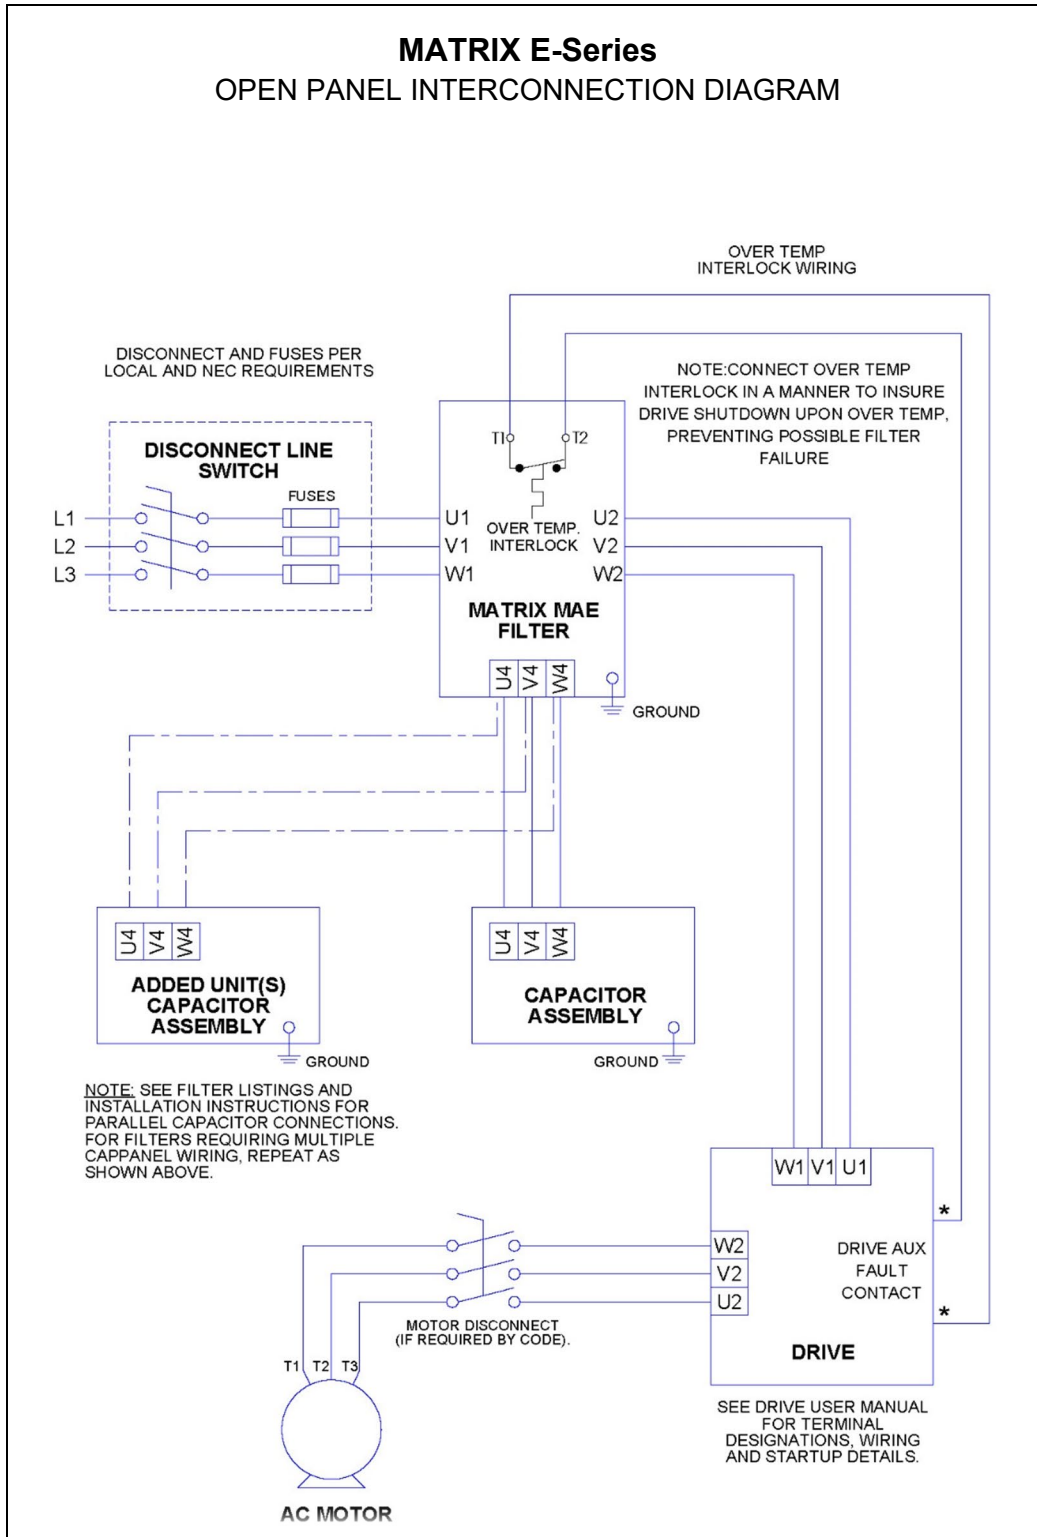 MATRIX E-Series
OPEN PANEL INTERCONNECTION DIAGRAM
OVER TEMP
INTERLOCK WIRING
DISCONNECT AND FUSES PER
LOCAL AND NEC REQUIREMENTS
NOTE:CONNECT OVER TEMP
INTERLOCK IN A MANNER TO INSURE
DRIVE SHUTDOWN UPON OVER TEMP,
PREVENTING POSSIBLE FILTER
FAILURE
DISCONNECT LINE
SWITCH
FUSES
L1
L2
L3
T1
T2
U1
V1
W1
OVER TEMP.
INTERLOCK
U2
V2
W2
MATRIX MAE
FILTER
U4
V4
W4
GROUND
U4
V4
W4
ADDED UNIT(S)
CAPACITOR
ASSEMBLY
GROUND
U4
V4
W4
CAPACITOR
ASSEMBLY
GROUND
NOTE: SEE FILTER LISTINGS AND
INSTALLATION INSTRUCTIONS FOR
PARALLEL CAPACITOR CONNECTIONS.
FOR FILTERS REQUIRING MULTIPLE
CAPPANEL WIRING, REPEAT AS
SHOWN ABOVE.
W1 V1 U1
*
W2
V2
U2
DRIVE AUX
FAULT
CONTACT
*
DRIVE
MOTOR DISCONNECT
(IF REQUIRED BY CODE).
T1 T2 T3
AC MOTOR
SEE DRIVE USER MANUAL
FOR TERMINAL
DESIGNATIONS, WIRING
AND STARTUP DETAILS.